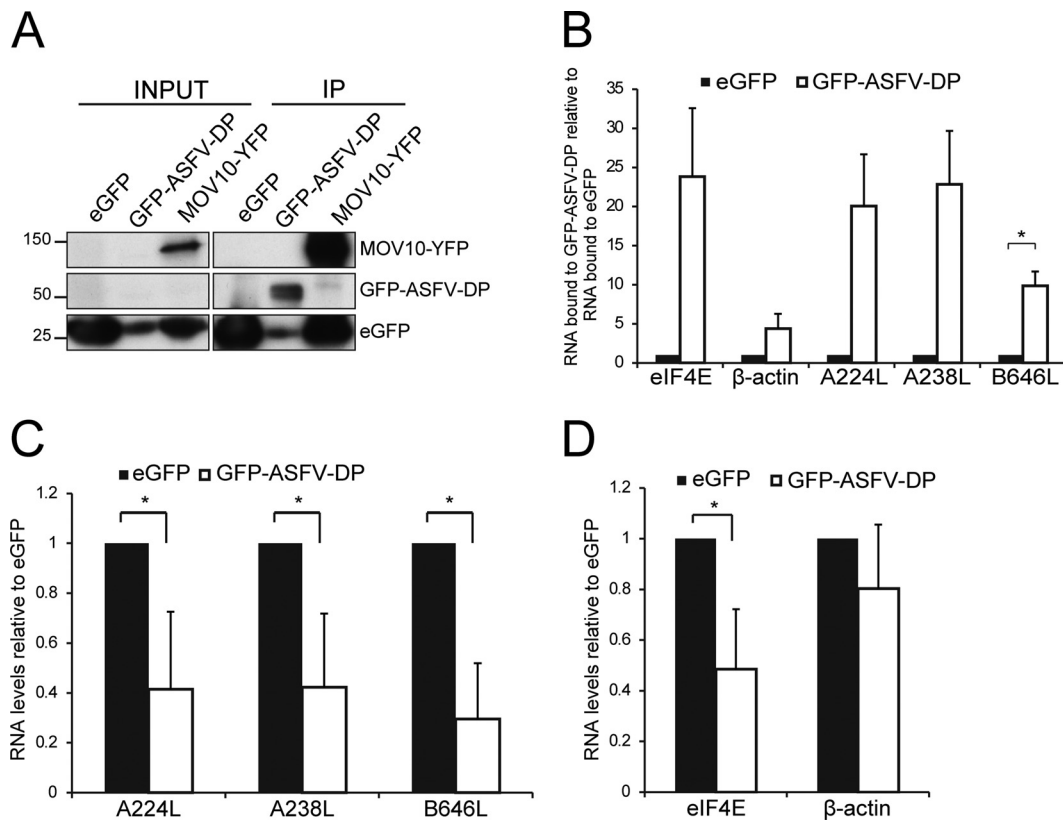 A
INPUT IP
eGFP GFP-ASFV-DP MOV10-YFP eGFP GFP-ASFV-DP MOV10-YFP
150 MOV10-YFP
50 GFP-ASFV-DP
25 eGFP
B
eGFP GFP-ASFV-DP
RNA bound to GFP-ASFV-DP relative to
RNA bound to eGFP
35
30
25
20
15
10
5
0
*
eIF4E β-actin A224L A238L B646L
C
eGFP GFP-ASFV-DP
RNA levels relative to eGFP
1.2
1
0.8
0.6
0.4
0.2
0
* * *
A224L A238L B646L
D
eGFP GFP-ASFV-DP
RNA levels relative to eGFP
1.2
1
0.8
0.6
0.4
0.2
0
*
eIF4E β-actin